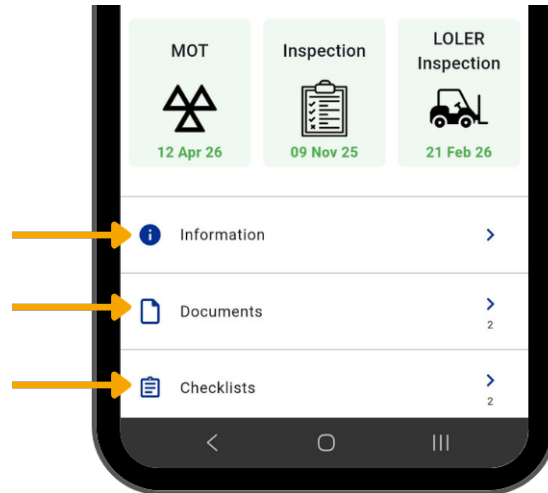 MOT
Inspection
LOLER
Inspection
12 Apr 26
09 Nov 25
21 Feb 26
Information
Documents
2
Checklists
2